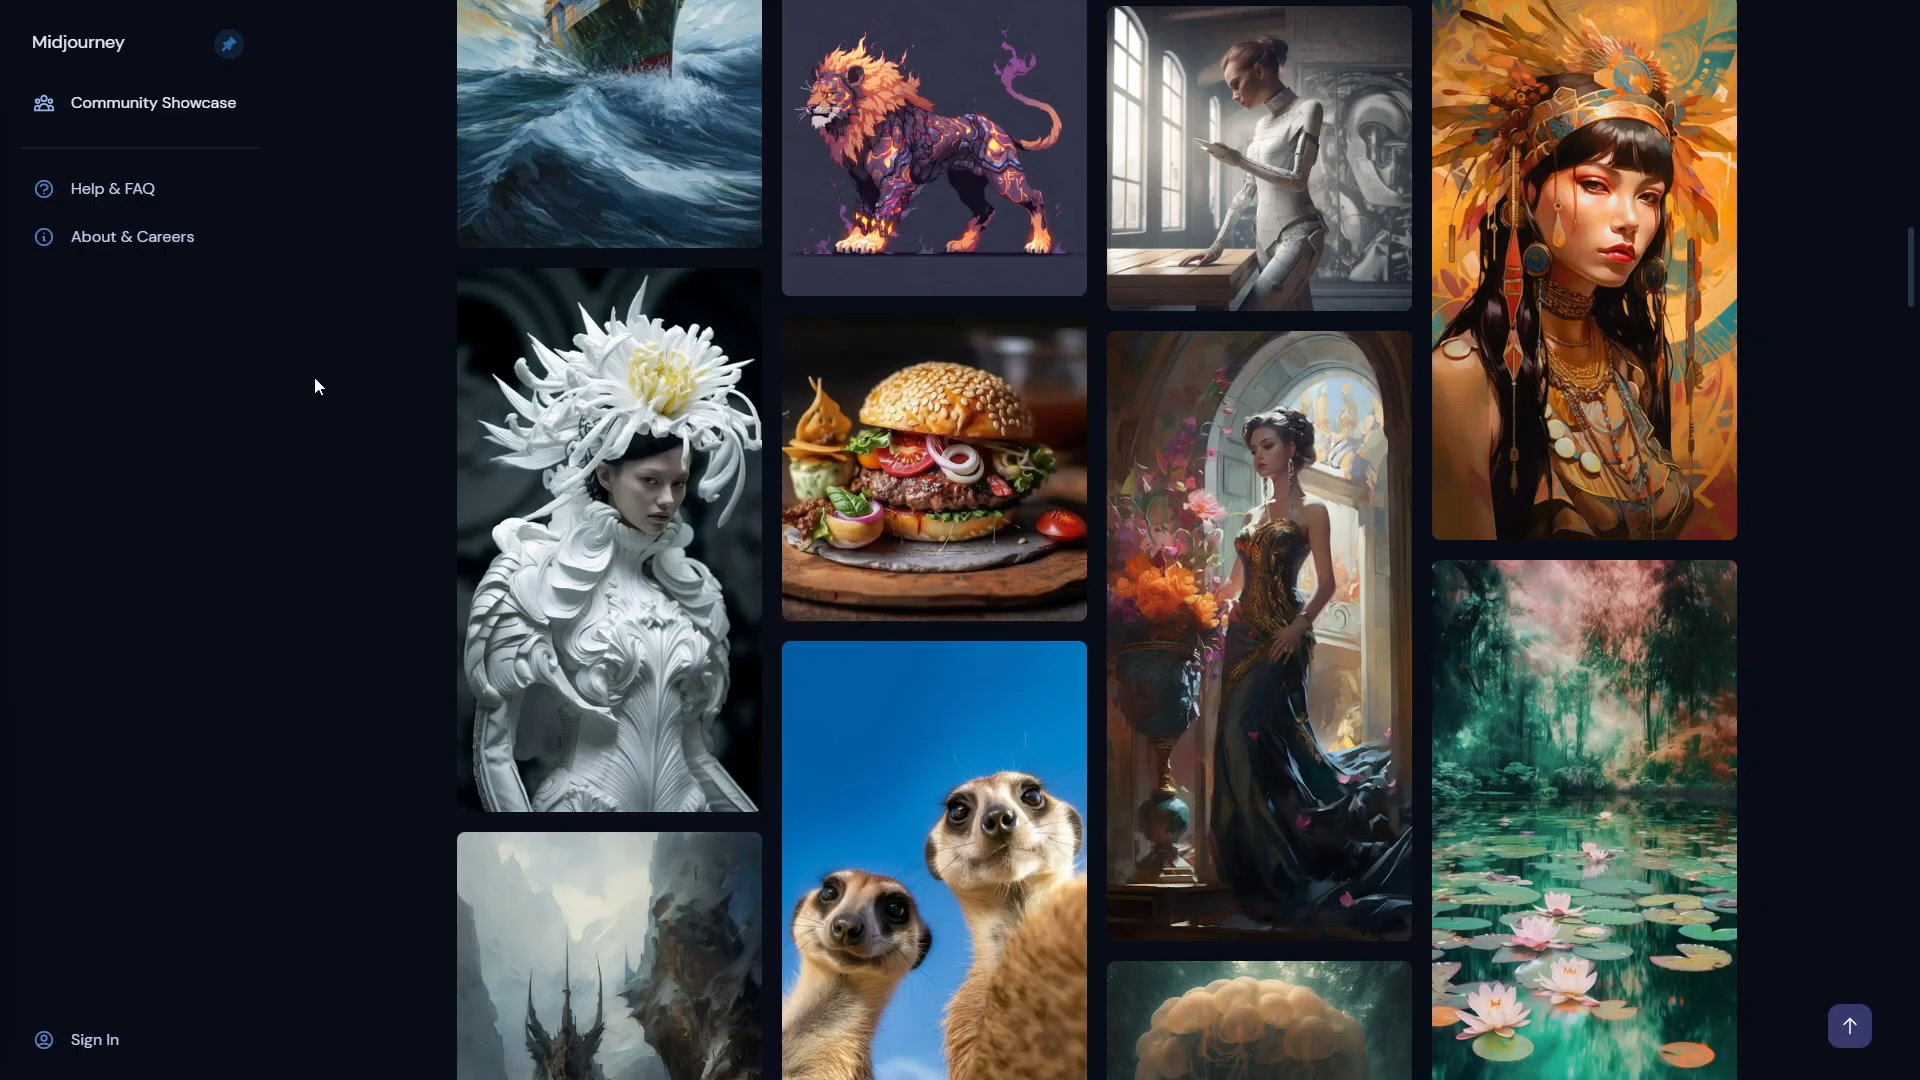 Midjourney
Community Showcase
Help & FAQ
About & Careers
Sign In